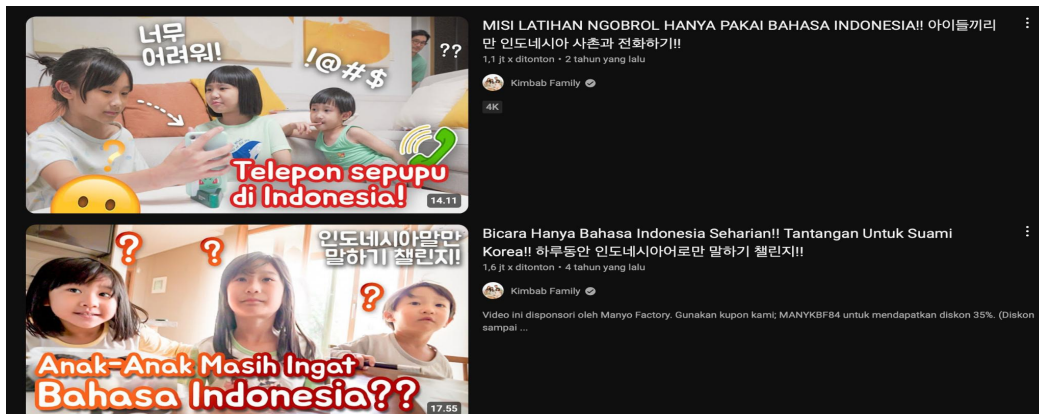 너무
어려워!
!@#$
??
?
Telepon sepupu
di Indonesia!
14.11
MISI LATIHAN NGOBROL HANYA PAKAI BAHASA INDONESIA!! 아이들끼리
만 인도네시아 사촌과 전화하기!!
1,1 jt x ditonton • 2 tahun yang lalu
Kimbab Family
4K
인도네시아말만
말하기 챌린지!
? ? ?
Anak-Anak Masih Ingat
Bahasa Indonesia??
17.55
Bicara Hanya Bahasa Indonesia Seharian!! Tantangan Untuk Suami
Korea!! 하루동안 인도네시아어로만 말하기 챌린지!!
1,6 jt x ditonton • 4 tahun yang lalu
Kimbab Family
Video ini disponsori oleh Manyo Factory. Gunakan kupon kami; MANYKBF84 untuk mendapatkan diskon 35%. (Diskon
sampai ...